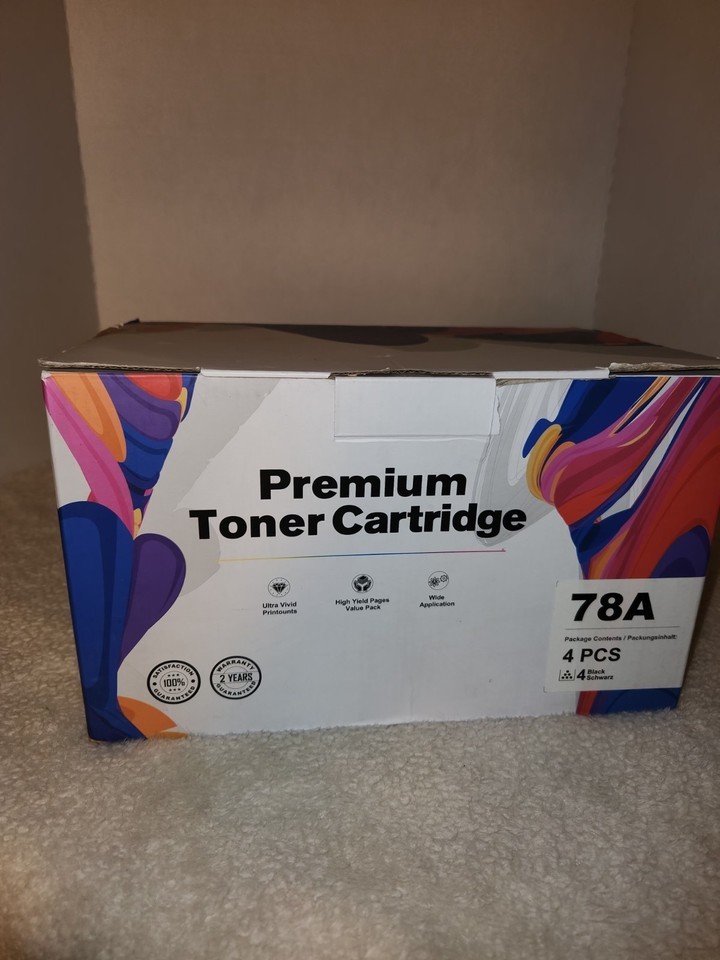 Premium
Toner Cartridge
Ultra Vivid
Printounts
High Yield Pages
Value Pack
Wide
Application
78A
Package Contents / Packungsinhalt:
4 PCS
4 Black
Schwarz
SATISFACTION
100%
GUARANTEED
WARRANTY
2 YEARS
GUARANTEES